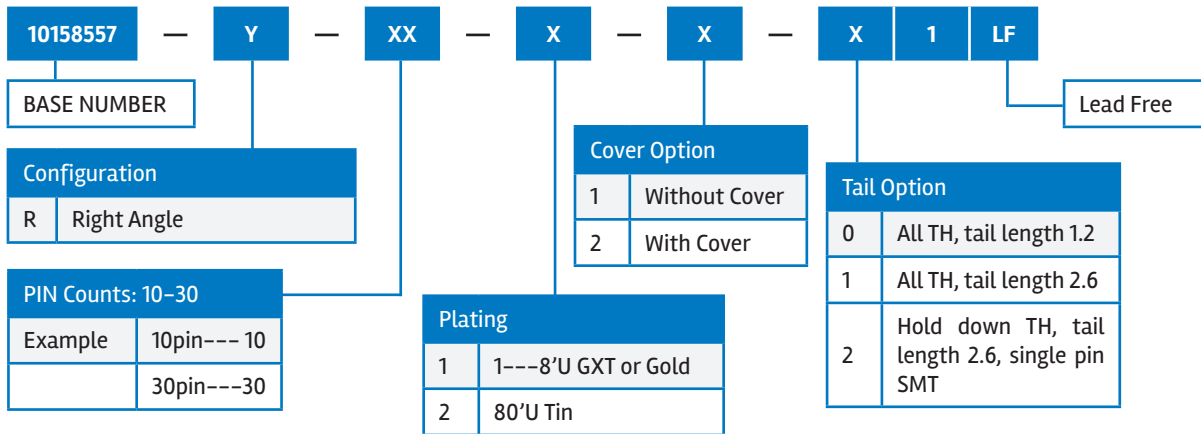 10158557 — Y — XX — X — X — X 1 LF
BASE NUMBER
Lead Free
Configuration
R Right Angle
PIN Counts: 10-30
Example 10pin--- 10
30pin---30
Plating
1 1---8'U GXT or Gold
2 80'U Tin
Cover Option
1 Without Cover
2 With Cover
Tail Option
0 All TH, tail length 1.2
1 All TH, tail length 2.6
2 Hold down TH, tail
length 2.6, single pin
SMT